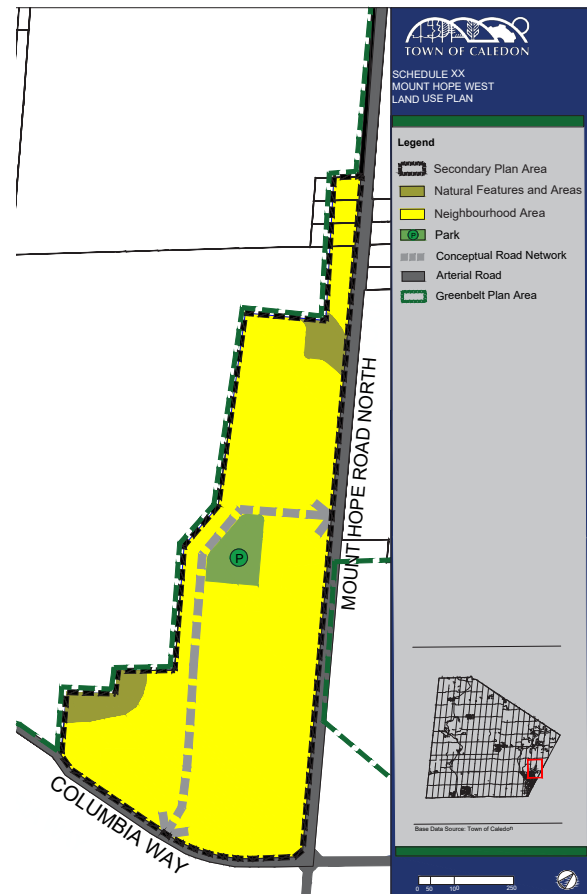 TOWN OF CALEDON
SCHEDULE XX
MOUNT HOPE WEST
LAND USE PLAN
Legend
Secondary Plan Area
Natural Features and Areas
Neighbourhood Area
P
Park
Conceptual Road Network
Arterial Road
Greenbelt Plan Area
MOUNT HOPE ROAD NORTH
P
COLUMBIA WAY
Base Data Source: Town of Caledon
0 50 100 250